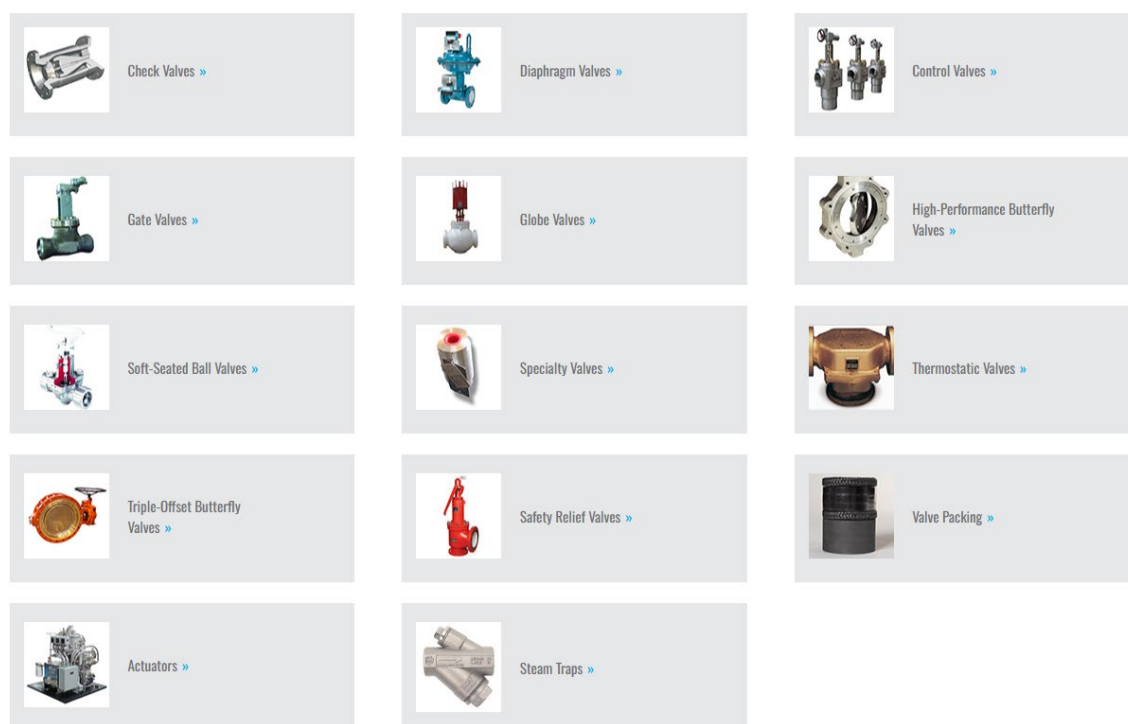 Check Valves »
Diaphragm Valves »
Control Valves »
Gate Valves »
Globe Valves »
High-Performance Butterfly
Valves »
Soft-Seated Ball Valves »
Specialty Valves »
Thermostatic Valves »
Triple-Offset Butterfly
Valves »
Safety Relief Valves »
Valve Packing »
Actuators »
Steam Traps »